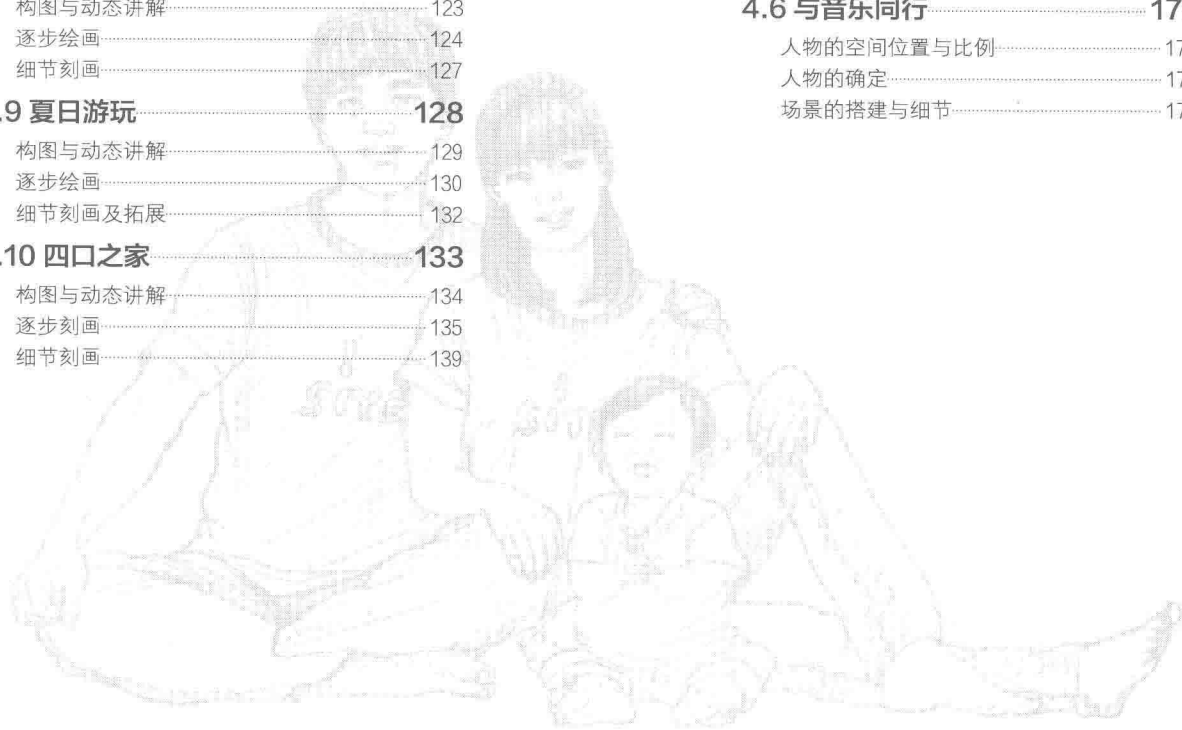 构图与动态讲解 123
逐步绘画 124
细节刻画 127
.9 夏日游玩 128
构图与动态讲解 129
逐步绘画 130
细节刻画及拓展 132
.10 四口之家 133
构图与动态讲解 134
逐步刻画 135
细节刻画 139
4.6 与音乐同行 17
人物的空间位置与比例 17
人物的确定 17
场景的搭建与细节 17